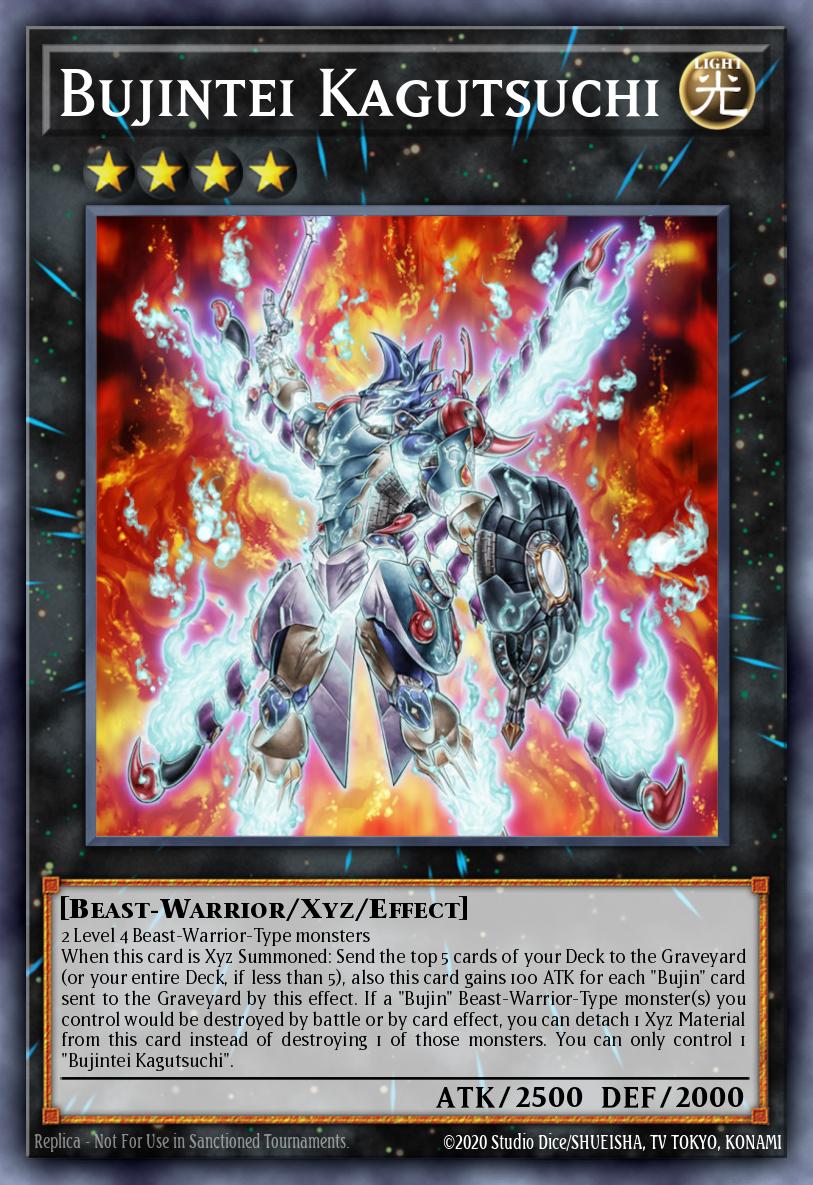 Bujintei Kagutsuchi
LIGHT
光
[Beast-Warrior/Xyz/Effect]
2 Level 4 Beast-Warrior-Type monsters
When this card is Xyz Summoned: Send the top 5 cards of your Deck to the Graveyard
(or your entire Deck, if less than 5), also this card gains 100 ATK for each "Bujin" card
sent to the Graveyard by this effect. If a "Bujin" Beast-Warrior-Type monster(s) you
control would be destroyed by battle or by card effect, you can detach 1 Xyz Material
from this card instead of destroying 1 of those monsters. You can only control 1
"Bujintei Kagutsuchi".
ATK/2500 DEF/2000
Replica - Not For Use in Sanctioned Tournaments.
©2020 Studio Dice/SHUEISHA, TV TOKYO, KONAMI